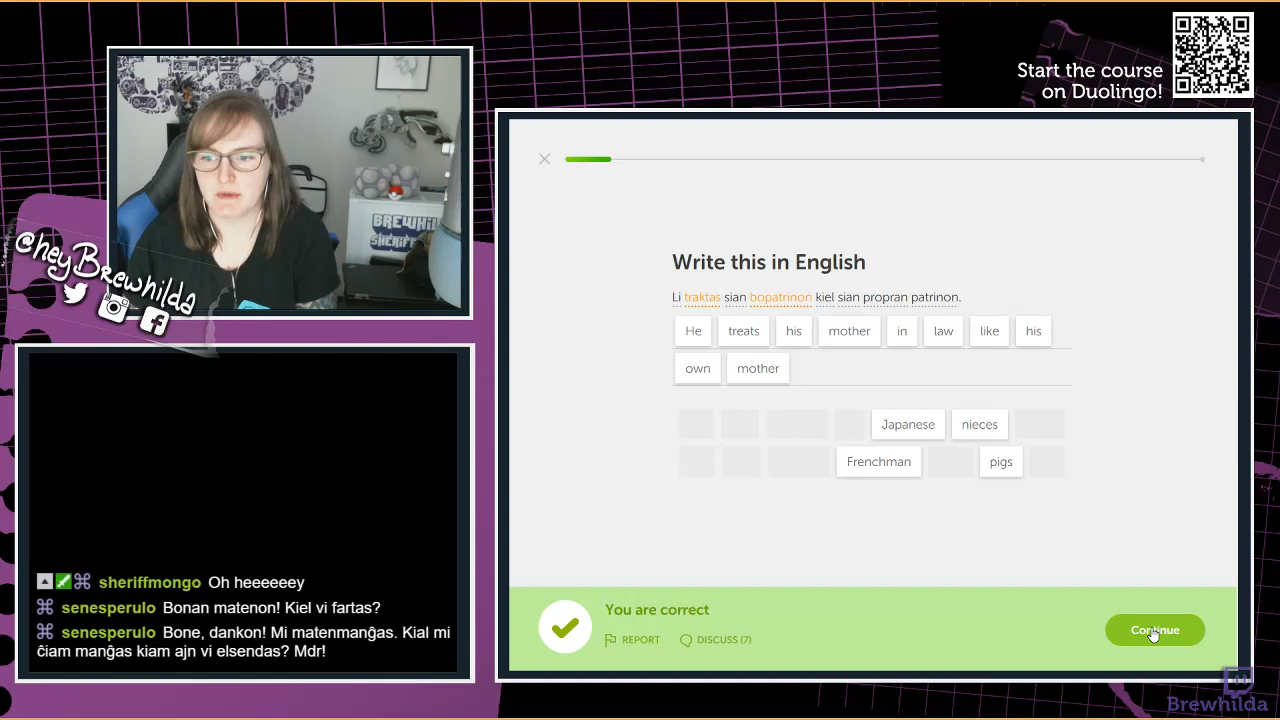 Start the course
on Duolingo!
BREWHIL
SHERIFF
@heyBrewhilda
Write this in English
Li traktas sian bopatrinon kiel sian propran patrinon.
He treats his mother in law like his
own mother
Japanese nieces
Frenchman pigs
sheriffmongo Oh heeeeeey
senesperulo Bonan matenon! Kiel vi fartas?
senesperulo Bone, dankon! Mi matenmanĝas. Kial mi
ĉiam manĝas kiam ajn vi elsendas? Mdr!
You are correct
REPORT DISCUSS (7)
Continue
Brewhilda